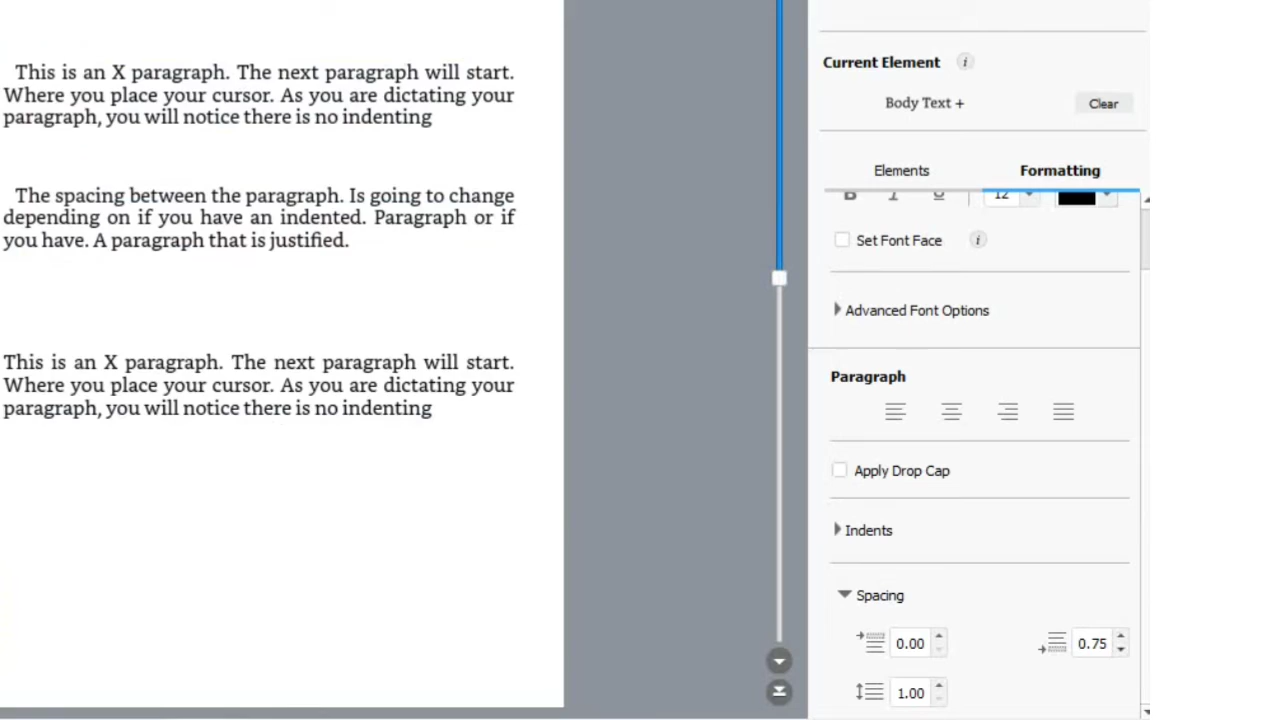 This is an X paragraph. The next paragraph will start.
Where you place your cursor. As you are dictating your
paragraph, you will notice there is no indenting
The spacing between the paragraph. Is going to change
depending on if you have an indented. Paragraph or if
you have. A paragraph that is justified.
This is an X paragraph. The next paragraph will start.
Where you place your cursor. As you are dictating your
paragraph, you will notice there is no indenting
Current Element i
Body Text + Clear
Elements Formatting
B I U 12
Set Font Face i
Advanced Font Options
Paragraph
Apply Drop Cap
Indents
Spacing
0.00 0.75
1.00